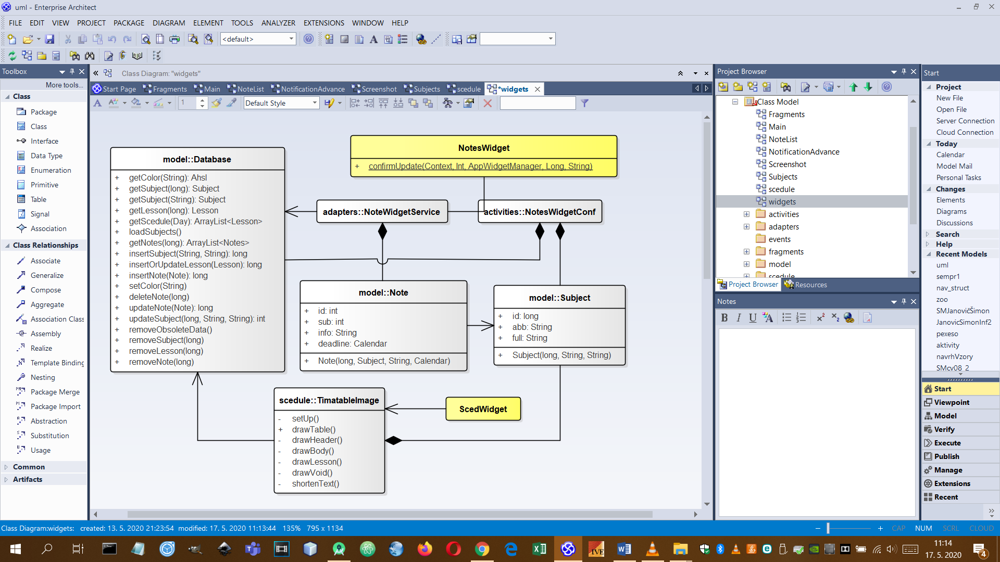 uml - Enterprise Architect
FILE EDIT VIEW PROJECT PACKAGE DIAGRAM ELEMENT TOOLS ANALYZER EXTENSIONS WINDOW HELP
<default>
Toolbox
More tools...
Class
Package
Class
Interface
Data Type
Enumeration
Primitive
Table
Signal
Association
Class Relationships
Associate
Generalize
Compose
Aggregate
Association Class
Assembly
Realize
Template Binding
Nesting
Package Merge
Package Import
Abstraction
Substitution
Usage
Common
Artifacts
Class Diagram: "widgets"
Start Page Fragments Main NoteList NotificationAdvance Screenshot Subjects scedule *widgets
1 Default Style
model::Database
+ getColor(String): Ahsl
+ getSubject(long): Subject
+ getSubject(String): Subject
+ getLesson(long): Lesson
+ getScedule(Day): ArrayList<Lesson>
+ loadSubjects()
+ getNotes(long): ArrayList<Notes>
+ insertSubject(String, String): long
+ insertOrUpdateLesson(Lesson): long
+ insertNote(Note): long
+ setColor(String)
+ deleteNote(long)
+ updateNote(Note): long
+ updateSubject(long, String, String): int
+ removeObsoleteData()
+ removeSubject(long)
+ removeLesson(long)
+ removeNote(long)
NotesWidget
+ confirmUpdate(Context, Int, AppWidgetManager, Long, String)
adapters::NoteWidgetService
activities::NotesWidgetConf
model::Note
+ id: int
+ sub: int
+ info: String
+ deadline: Calendar
+ Note(long, Subject, String, Calendar)
model::Subject
+ id: long
+ abb: String
+ full: String
+ Subject(long, String, String)
scedule::TimatableImage
- setUp()
+ drawTable()
- drawHeader()
- drawBody()
- drawLesson()
- drawVoid()
- shortenText()
ScedWidget
Project Browser
Class Model
Fragments
Main
NoteList
NotificationAdvance
Screenshot
Subjects
scedule
widgets
activities
adapters
events
fragments
model
scedule
Project Browser Resources
Notes
B I U A x² x₂
Start
Project
New File
Open File
Server Connection
Cloud Connection
Today
Calendar
Model Mail
Personal Tasks
Changes
Elements
Diagrams
Discussions
Search
Help
Recent Models
uml
sempr1
nav_struct
zoo
SMJanovičŠimon
JanovicSimonInf2
pexeso
aktivity
navrhVzory
SMcv08_2
Start
Viewpoint
Model
Verify
Execute
Publish
Manage
Extensions
Recent
Class Diagram:widgets: created: 13. 5. 2020 21:23:54 modified: 17. 5. 2020 11:13:44 135% 795 x 1134
CAP NUM SCRL CLOUD
IVE
11:14
17. 5. 2020
4